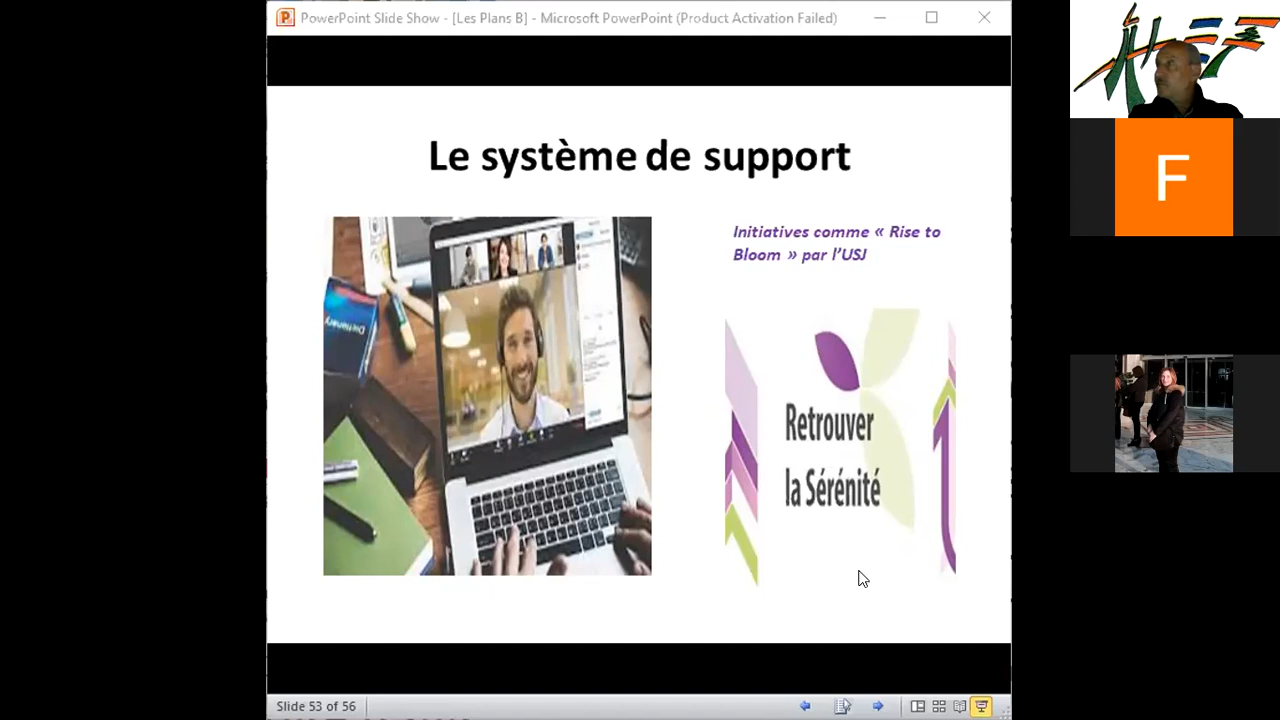 PowerPoint Slide Show - [Les Plans B] - Microsoft PowerPoint (Product Activation Failed)
Le système de support
Initiatives comme « Rise to
Bloom » par l'USJ
Dictionary
Retrouver
la Sérénité
F
Slide 53 of 56